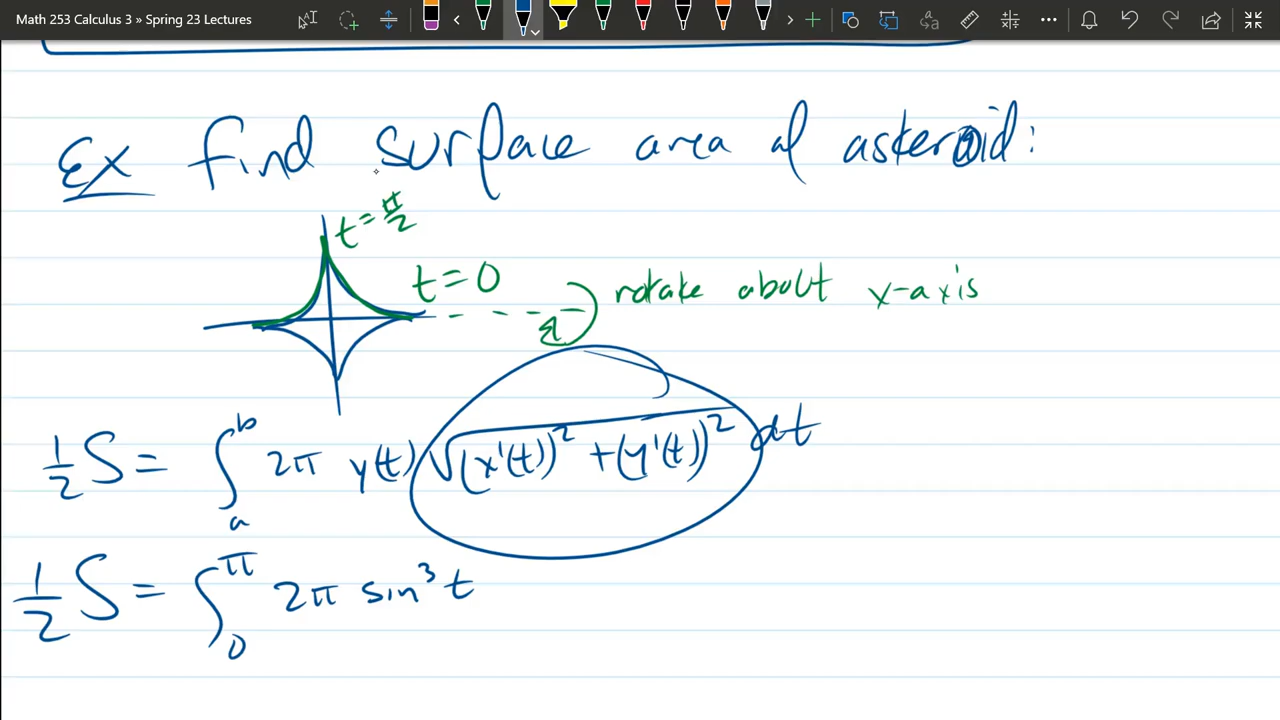 Math 253 Calculus 3 » Spring 23 Lectures
Ex find surface area of asteroid:
t = π/2
t = 0
rotate about x-axis
1/2 S = ∫_a^b 2π y(t) √((x'(t))² + (y'(t))²) dt
1/2 S = ∫_0^π 2π sin³ t